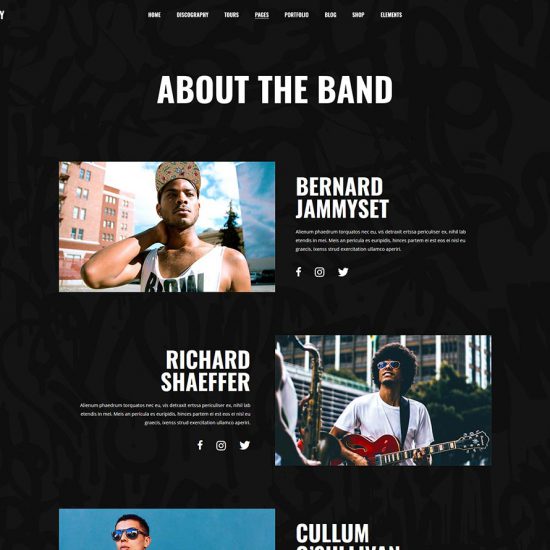 Y
HOME DISCOGRAPHY TOURS PAGES PORTFOLIO BLOG SHOP ELEMENTS
ABOUT THE BAND
BERNARD
JAMMYSET
Alienum phaedrum torquatos nec eu, vis detraxit ertssa periculiser ex, nihil lab
etendis in mei. Meis an pericula es euripidis, hinces partem ei est eos ei nisl eu
graecis, ixenss strud exercitation ullamco aperiri.
RICHARD
SHAEFFER
Alienum phaedrum torquatos nec eu, vis detraxit ertssa periculiser ex, nihil lab
etendis in mei. Meis an pericula es euripidis, hinces partem ei est eos ei nisl eu
graecis, ixenss strud exercitation ullamco aperiri.
CULLUM
O'SULLIVAN